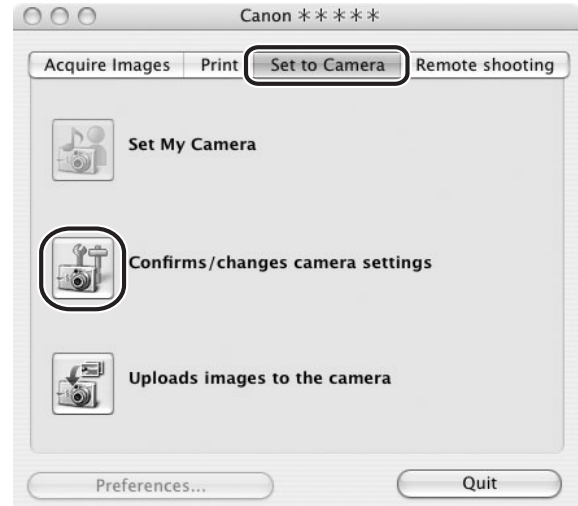 Canon *****
Acquire Images Print Set to Camera Remote shooting
Set My Camera
Confirms/changes camera settings
Uploads images to the camera
Preferences... Quit